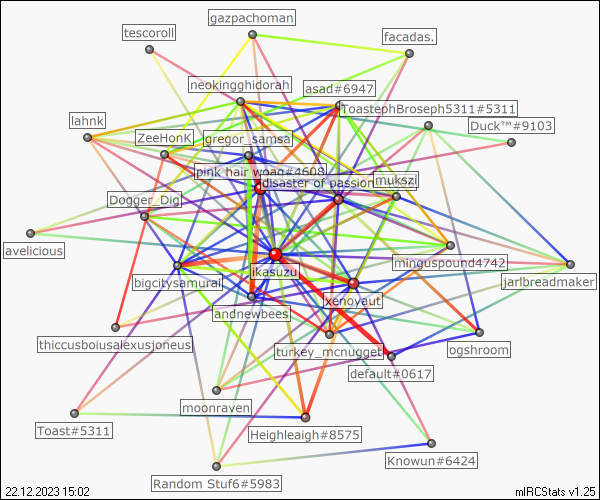 gazpachoman
tescoroll
facadas.
neokingghidorah
asad#6947
ToastephBroseph5311#5311
lahnk
Duck™#9103
ZeeHonK
gregor_samsa
pink hair woag#4608
disaster of passion
mukszi
Dogger_Dig
avelicious
minguspound4742
ikasuzu
bigcitysamurai
jarlbreadmaker
xenoyaut
andnewbees
thiccusboiusalexusjoneus
ogshroom
turkey_mcnugget
default#0617
moonraven
Toast#5311
Heighleaigh#8575
Knowun#6424
Random Stuf6#5983
22.12.2023 15:02
mIRCStats v1.25